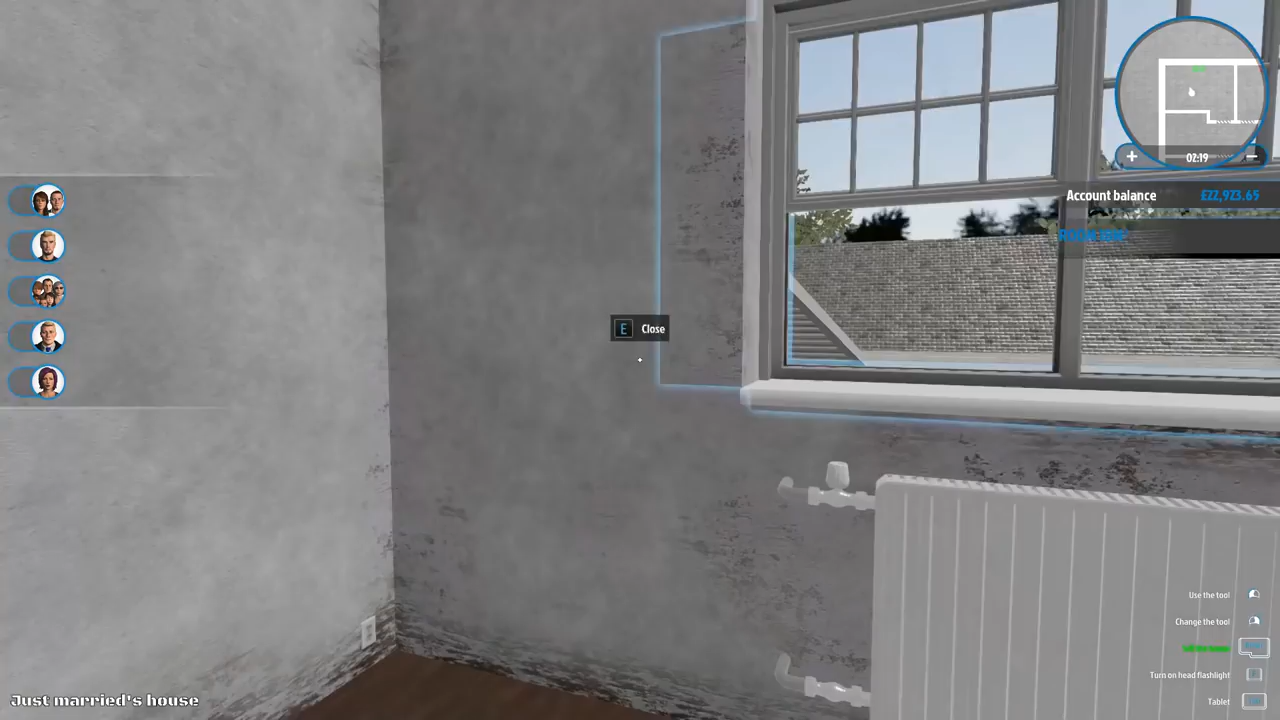 02:19
Account balance £22,923.65
E Close
Use the tool
Change the tool
Turn on head flashlight
Tablet
Just married's house